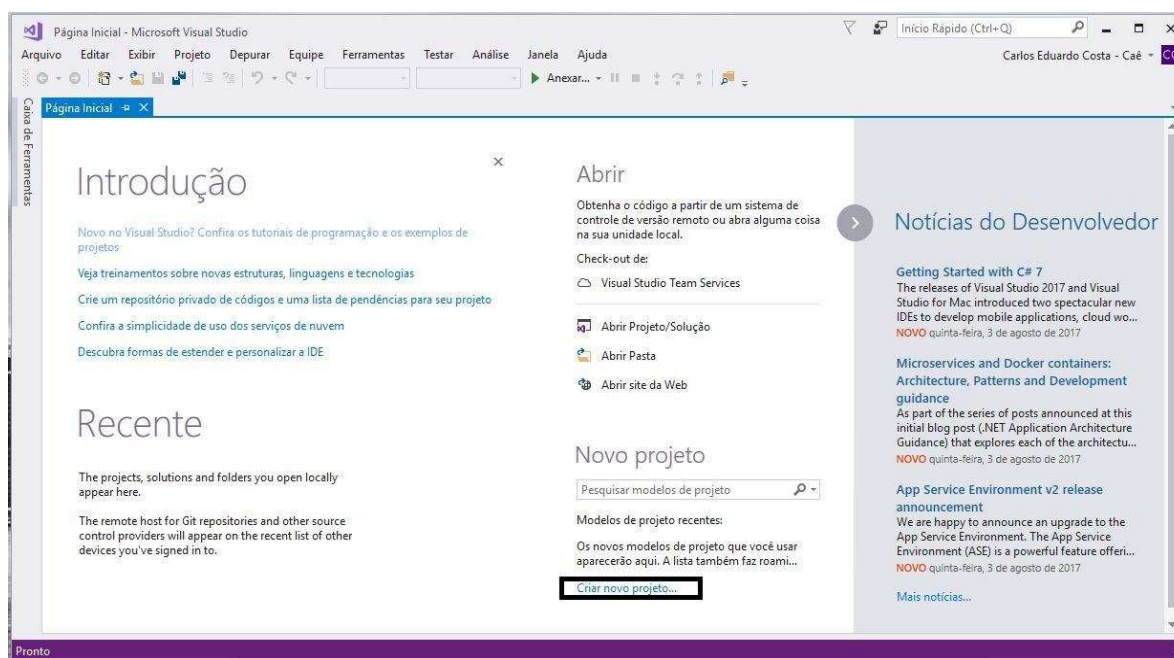 Página Inicial - Microsoft Visual Studio
Início Rápido (Ctrl+Q)
Arquivo Editar Exibir Projeto Depurar Equipe Ferramentas Testar Análise Janela Ajuda
Carlos Eduardo Costa - Caê
Anexar...
Caixa de Ferramentas
Página Inicial
Introdução
Novo no Visual Studio? Confira os tutoriais de programação e os exemplos de
projetos
Veja treinamentos sobre novas estruturas, linguagens e tecnologias
Crie um repositório privado de códigos e uma lista de pendências para seu projeto
Confira a simplicidade de uso dos serviços de nuvem
Descubra formas de estender e personalizar a IDE
Recente
The projects, solutions and folders you open locally
appear here.
The remote host for Git repositories and other source
control providers will appear on the recent list of other
devices you've signed in to.
Abrir
Obtenha o código a partir de um sistema de
controle de versão remoto ou abra alguma coisa
na sua unidade local.
Check-out de:
Visual Studio Team Services
Abrir Projeto/Solução
Abrir Pasta
Abrir site da Web
Novo projeto
Pesquisar modelos de projeto
Modelos de projeto recentes:
Os novos modelos de projeto que você usar
aparecerão aqui. A lista também faz roami...
Criar novo projeto...
Notícias do Desenvolvedor
Getting Started with C# 7
The releases of Visual Studio 2017 and Visual
Studio for Mac introduced two spectacular new
IDEs to develop mobile applications, cloud wo...
NOVO quinta-feira, 3 de agosto de 2017
Microservices and Docker containers:
Architecture, Patterns and Development
guidance
As part of the series of posts announced at this
initial blog post (.NET Application Architecture
Guidance) that explores each of the architectu...
NOVO quinta-feira, 3 de agosto de 2017
App Service Environment v2 release
announcement
We are happy to announce an upgrade to the
App Service Environment. The App Service
Environment (ASE) is a powerful feature offeri...
NOVO quinta-feira, 3 de agosto de 2017
Mais notícias...
Pronto